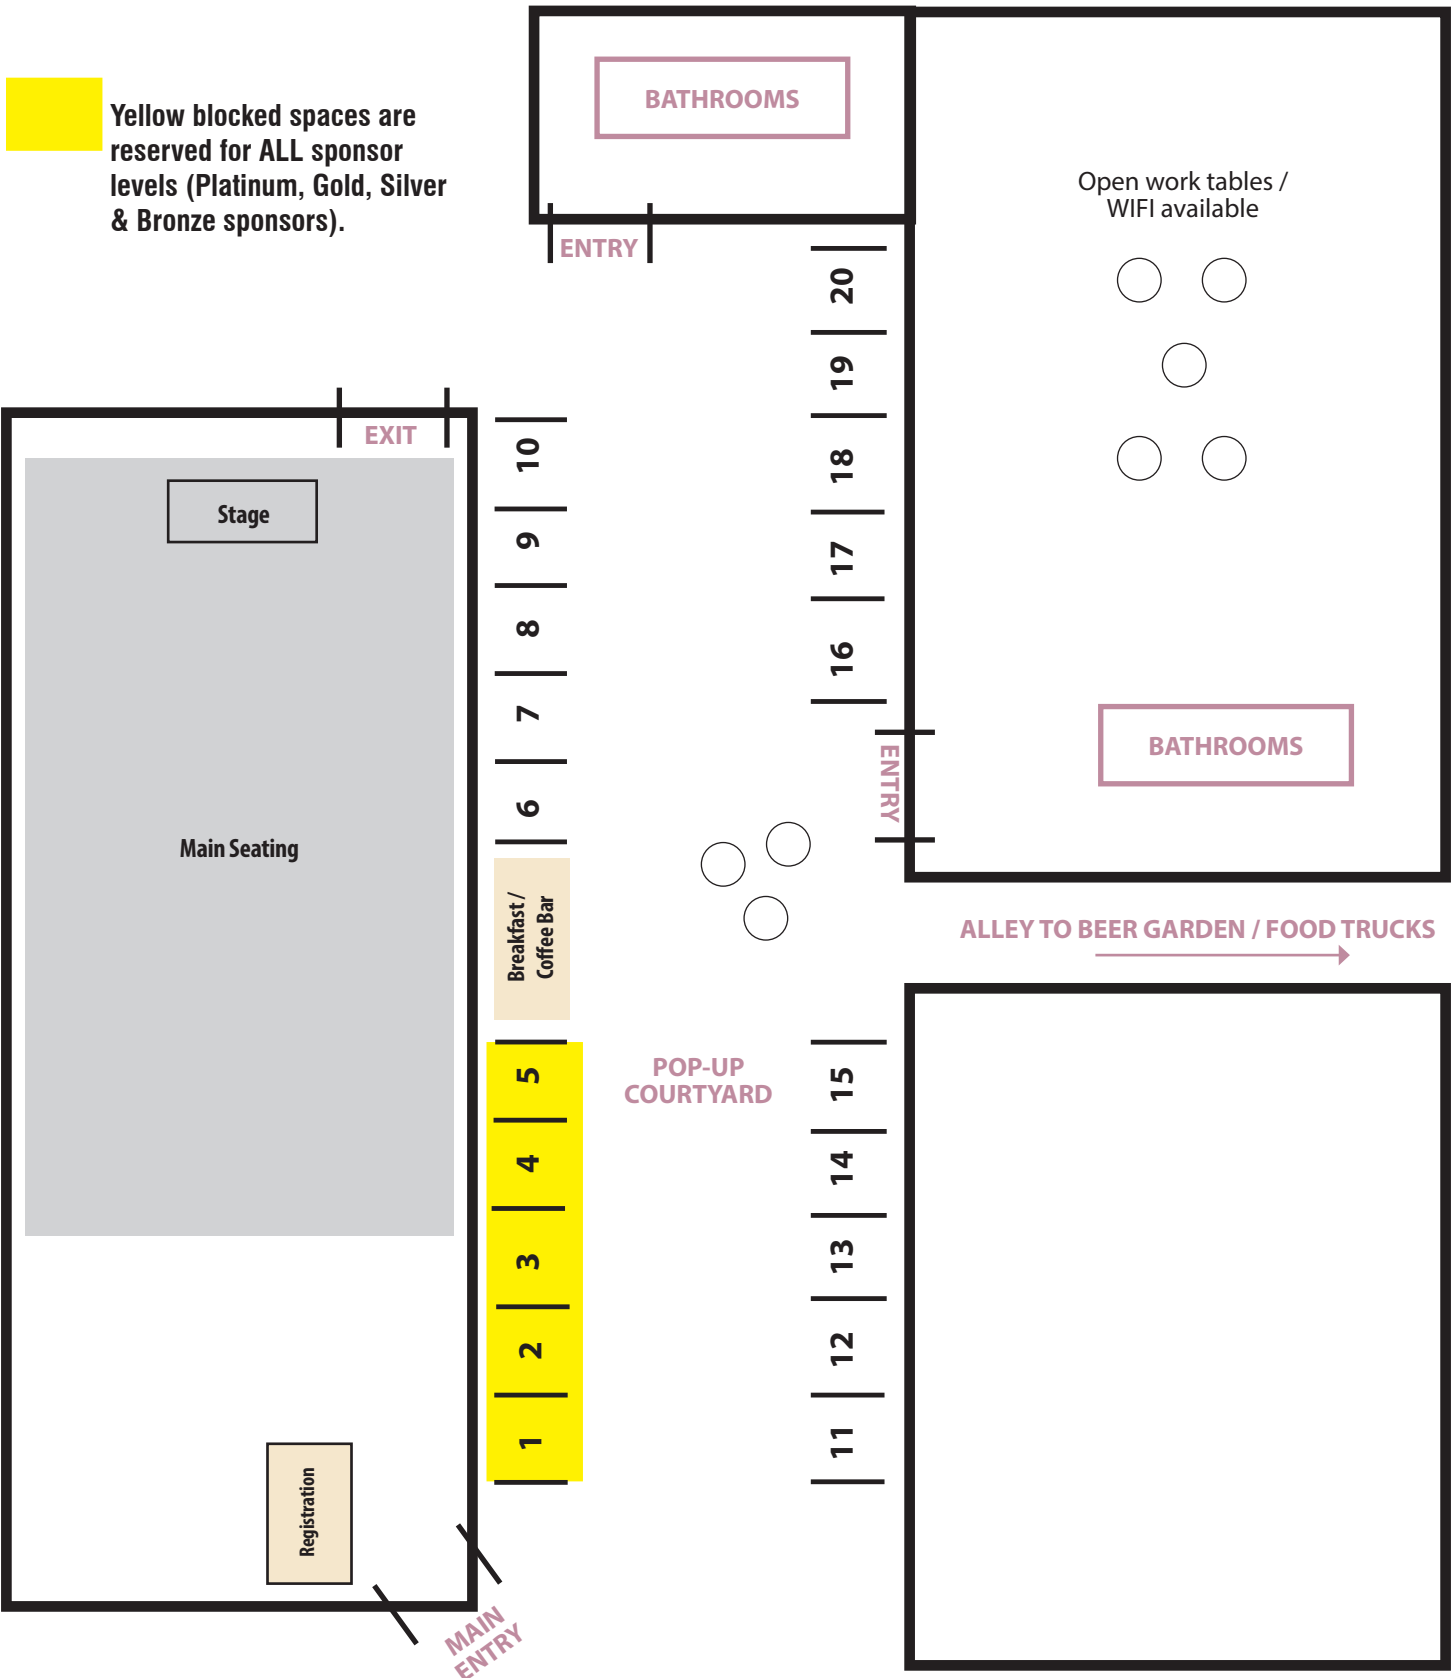 Yellow blocked spaces are
reserved for ALL sponsor
levels (Platinum, Gold, Silver
& Bronze sponsors).
BATHROOMS
ENTRY
Open work tables /
WIFI available
20
19
18
17
16
EXIT
Stage
Main Seating
10
9
8
7
6
Breakfast /
Coffee Bar
ENTRY
BATHROOMS
ALLEY TO BEER GARDEN / FOOD TRUCKS
POP-UP
COURTYARD
5
4
3
2
1
15
14
13
12
11
Registration
MAIN
ENTRY